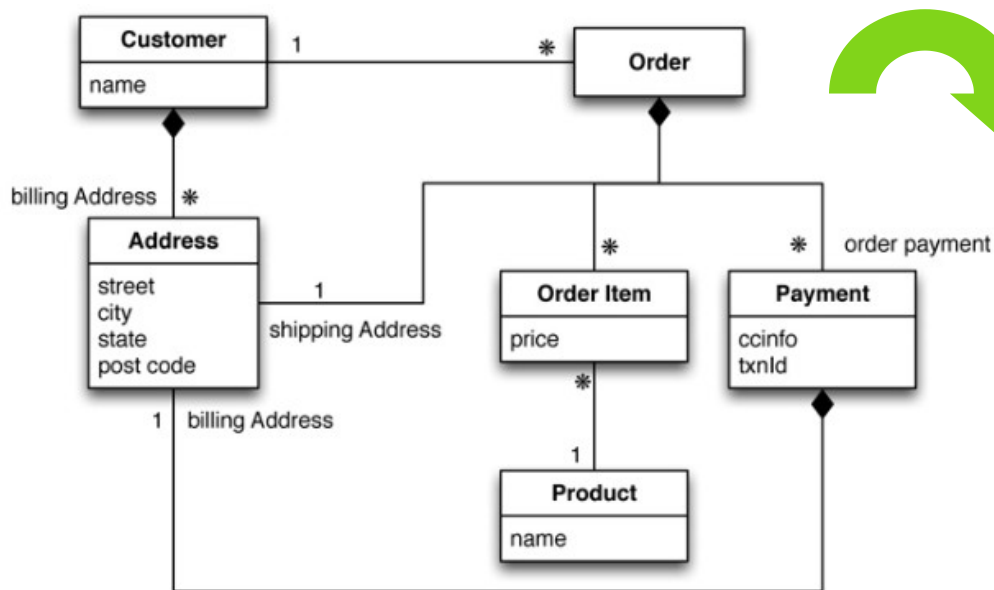 Customer
name
1
*
Order
billing Address
*
Address
street
city
state
post code
1
shipping Address
*
Order Item
price
*
order payment
Payment
ccinfo
txnId
1
billing Address
*
1
Product
name